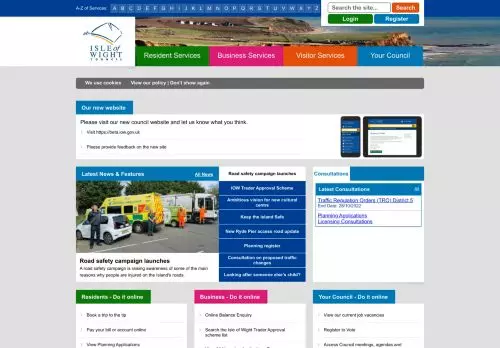 A-Z of Services: A B C D E F G H I J K L M N O P Q R S T U V W X Y Z
Search the site... Search
Login Register
ISLE of
WIGHT
COUNCIL
Resident Services Business Services Visitor Services Your Council
We use cookies View our policy | Don't show again
Our new website
Please visit our new council website and let us know what you think.
Visit https://beta.iow.gov.uk
Please provide feedback on the new site
Latest News & Features All News
Road safety campaign launches
A road safety campaign is raising awareness of some of the main
reasons why people are injured on the Island's roads
Road safety campaign launches
IOW Trader Approval Scheme
Ambitious vision for new cultural
centre
Keep the Island Safe
New Ryde Pier access road update
Planning register
Consultation on proposed traffic
changes
Looking after someone else's child?
Consultations
Latest Consultations All
Traffic Regulation Orders (TRO) District 5
End Date: 28/10/2022
Planning Applications
Licensing Consultations
Residents - Do it online
Book a trip to the tip
Pay your bill or account online
View Planning Applications
Business - Do it online
Online Balance Enquiry
Search the Isle of Wight Trader Approval
scheme list
Your Council - Do it online
View our current job vacancies
Register to Vote
Access Council meetings, agendas and